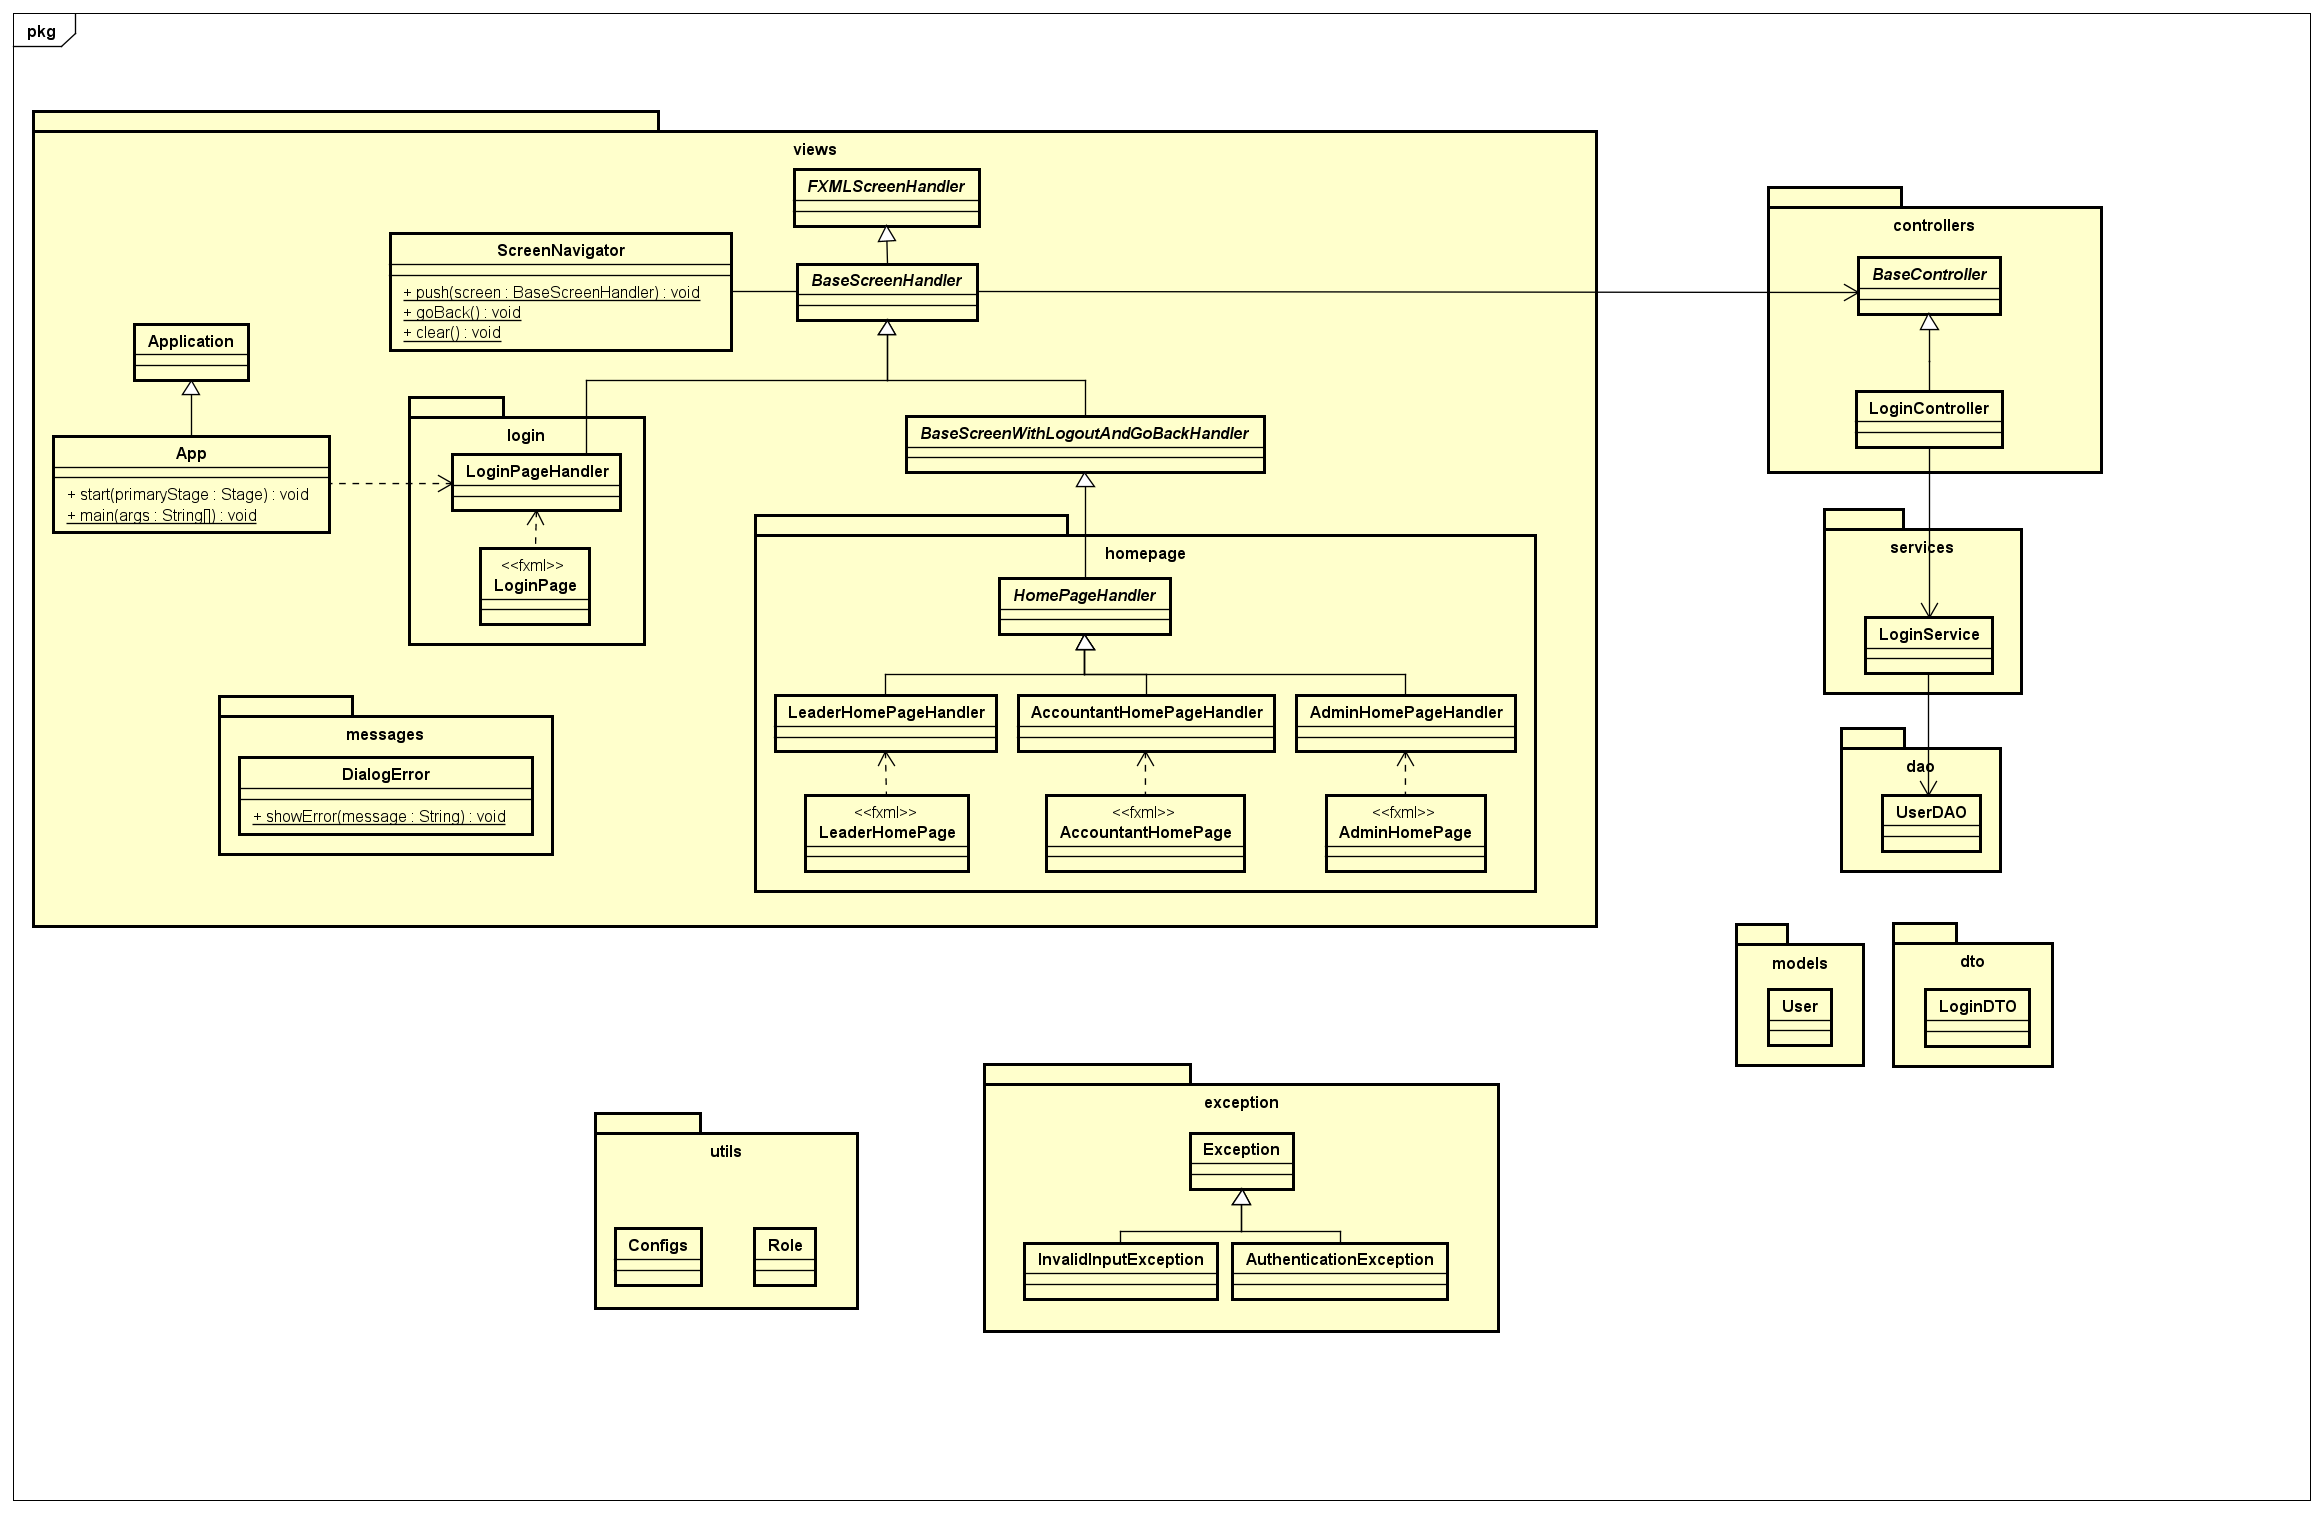 pkg
views
FXMLScreenHandler
ScreenNavigator
+ push(screen : BaseScreenHandler) : void
+ goBack() : void
+ clear() : void
BaseScreenHandler
Application
App
+ start(primaryStage : Stage) : void
+ main(args : String[]) : void
login
LoginPageHandler
<<fxml>>
LoginPage
BaseScreenWithLogoutAndGoBackHandler
homepage
HomePageHandler
LeaderHomePageHandler
AccountantHomePageHandler
AdminHomePageHandler
<<fxml>>
LeaderHomePage
<<fxml>>
AccountantHomePage
<<fxml>>
AdminHomePage
messages
DialogError
+ showError(message : String) : void
controllers
BaseController
LoginController
services
LoginService
dao
UserDAO
models
User
dto
LoginDTO
utils
Configs
Role
exception
Exception
InvalidInputException
AuthenticationException